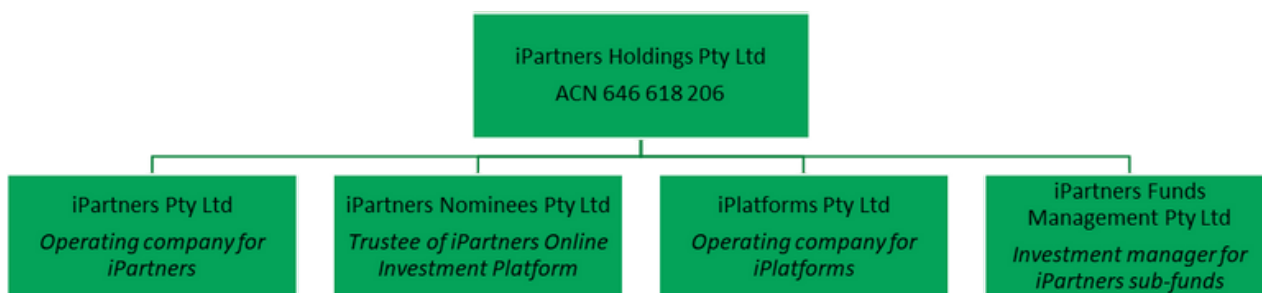 iPartners Holdings Pty Ltd
ACN 646 618 206
iPartners Pty Ltd
Operating company for
iPartners
iPartners Nominees Pty Ltd
Trustee of iPartners Online
Investment Platform
iPlatforms Pty Ltd
Operating company for
iPlatforms
iPartners Funds
Management Pty Ltd
Investment manager for
iPartners sub-funds